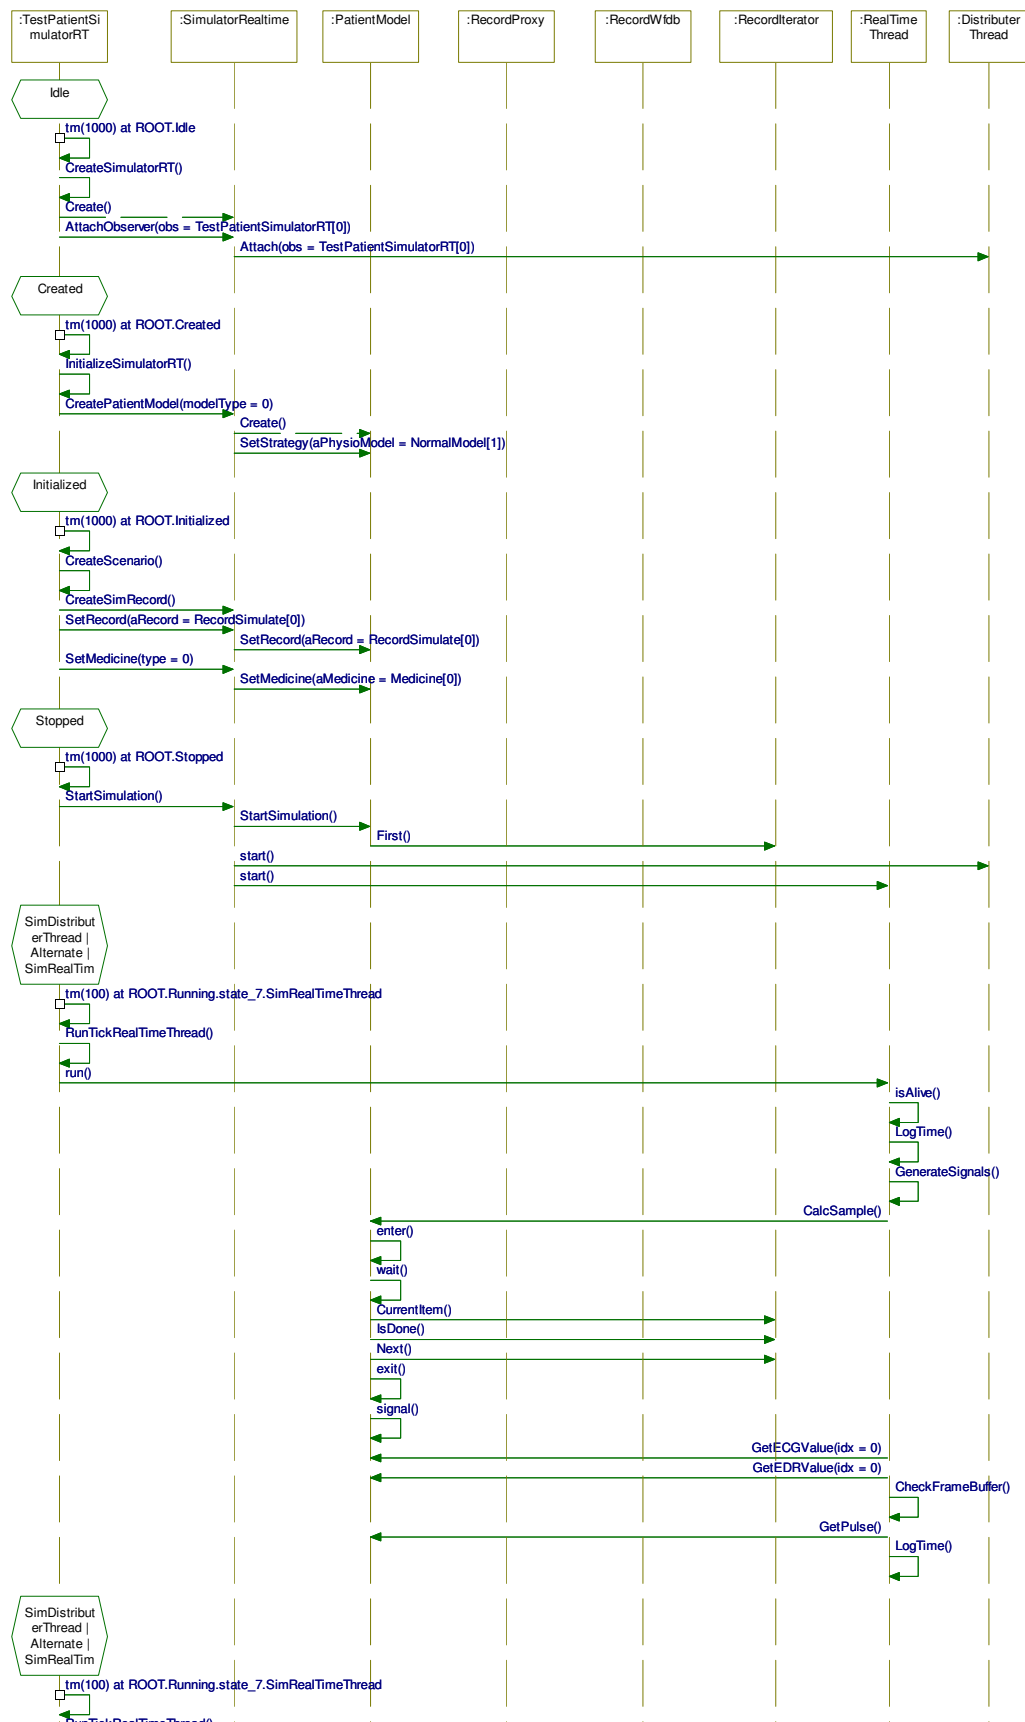 :TestPatientSi
mulatorRT
:SimulatorRealtime
:PatientModel
:RecordProxy
:RecordWfdb
:RecordIterator
:RealTime
Thread
:Distributer
Thread
Idle
tm(1000) at ROOT.Idle
CreateSimulatorRT()
Create()
AttachObserver(obs = TestPatientSimulatorRT[0])
Attach(obs = TestPatientSimulatorRT[0])
Created
tm(1000) at ROOT.Created
InitializeSimulatorRT()
CreatePatientModel(modelType = 0)
Create()
SetStrategy(aPhysioModel = NormalModel[1])
Initialized
tm(1000) at ROOT.Initialized
CreateScenario()
CreateSimRecord()
SetRecord(aRecord = RecordSimulate[0])
SetRecord(aRecord = RecordSimulate[0])
SetMedicine(type = 0)
SetMedicine(aMedicine = Medicine[0])
Stopped
tm(1000) at ROOT.Stopped
StartSimulation()
StartSimulation()
First()
start()
start()
SimDistribut
erThread |
Alternate |
SimRealTim
tm(100) at ROOT.Running.state_7.SimRealTimeThread
RunTickRealTimeThread()
run()
isAlive()
LogTime()
GenerateSignals()
CalcSample()
enter()
wait()
CurrentItem()
IsDone()
Next()
exit()
signal()
GetECGValue(idx = 0)
GetEDRValue(idx = 0)
CheckFrameBuffer()
GetPulse()
LogTime()
SimDistribut
erThread |
Alternate |
SimRealTim
tm(100) at ROOT.Running.state_7.SimRealTimeThread
RunTickRealTimeThread()